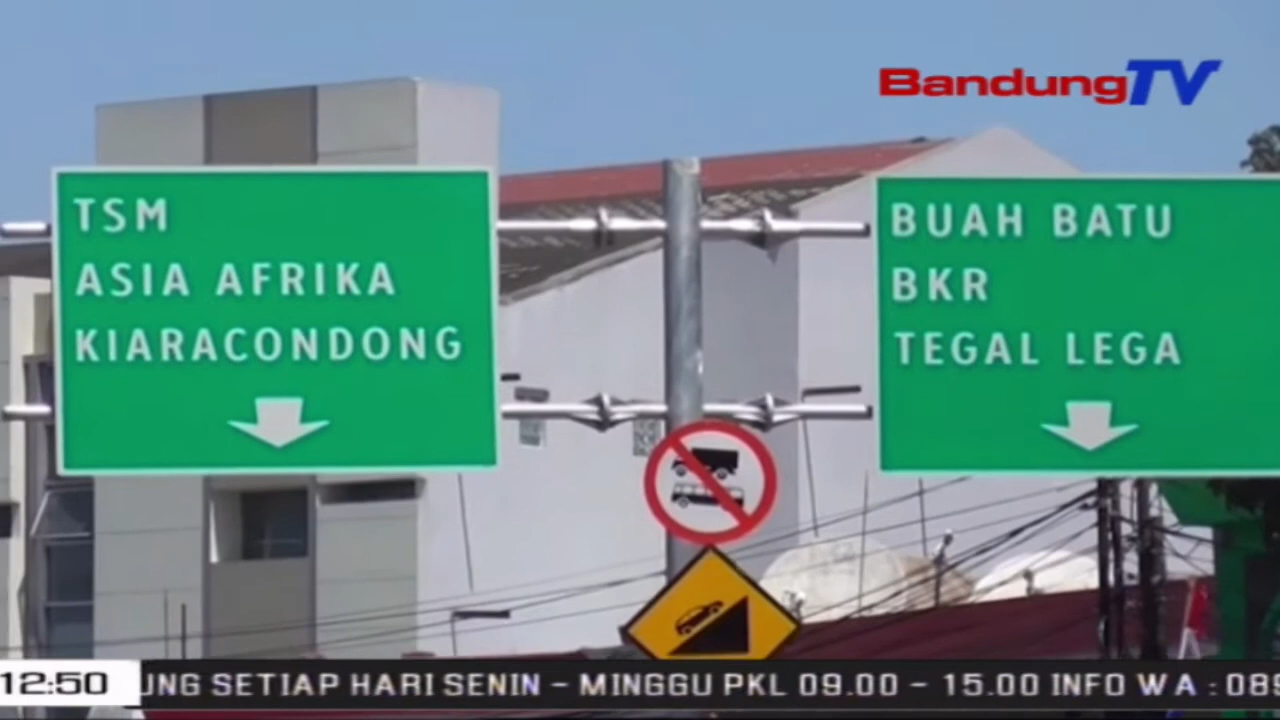 BandungTV
TSM
ASIA AFRIKA
KIARACONDONG
BUAH BATU
BKR
TEGAL LEGA
12:50
UNG SETIAP HARI SENIN - MINGGU PKL 09.00 - 15.00 INFO WA : 089